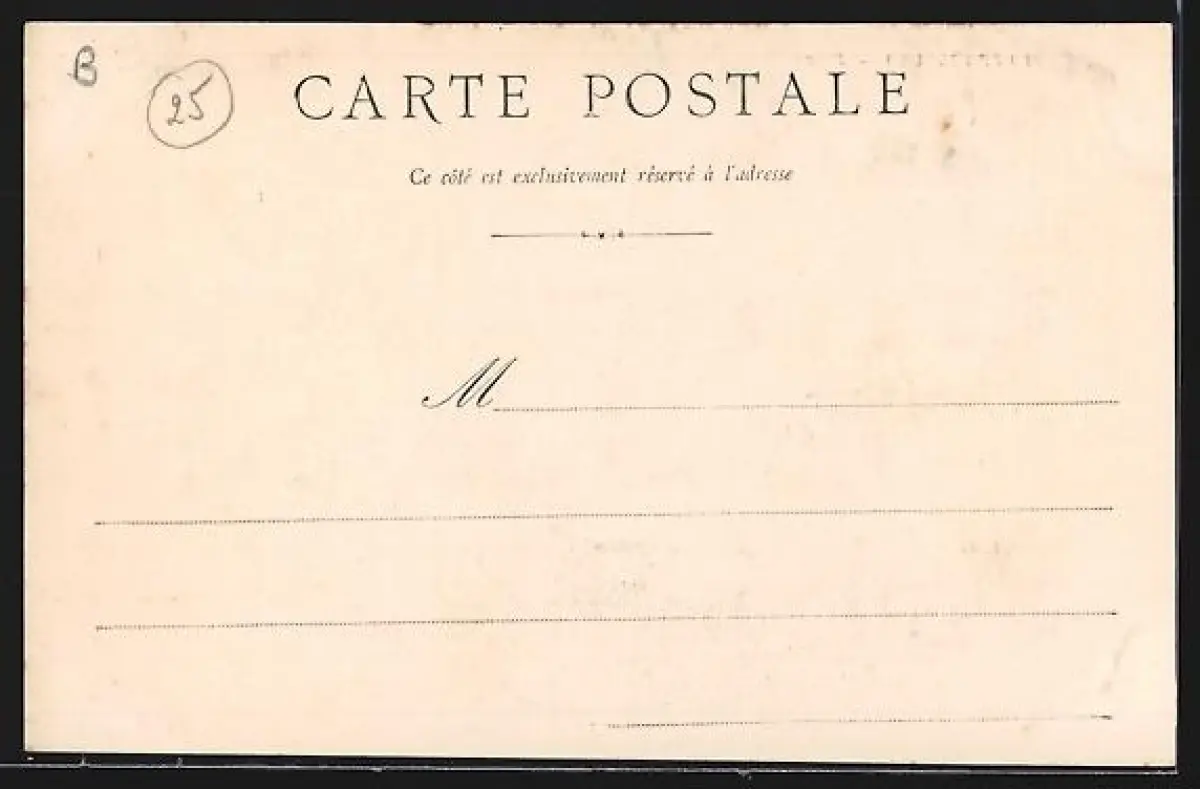 B
25
CARTE POSTALE
Ce côté est exclusivement réservé à l'adresse
M